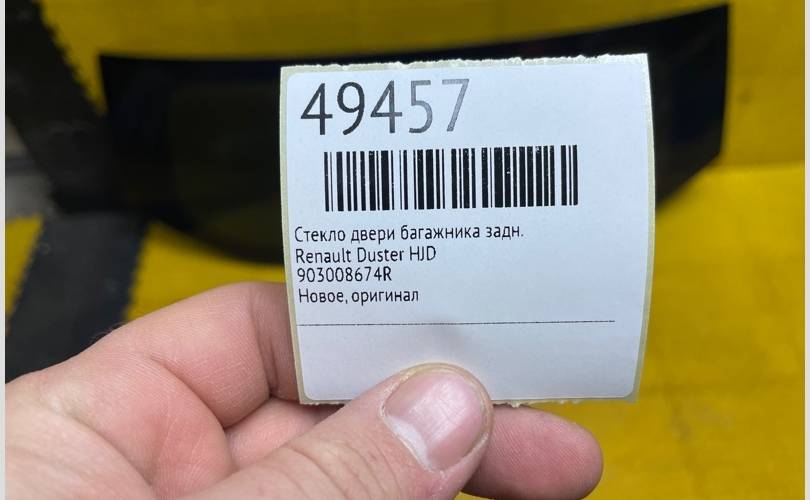 49457
Стекло двери багажника задн.
Renault Duster HJD
903008674R
Новое, оригинал